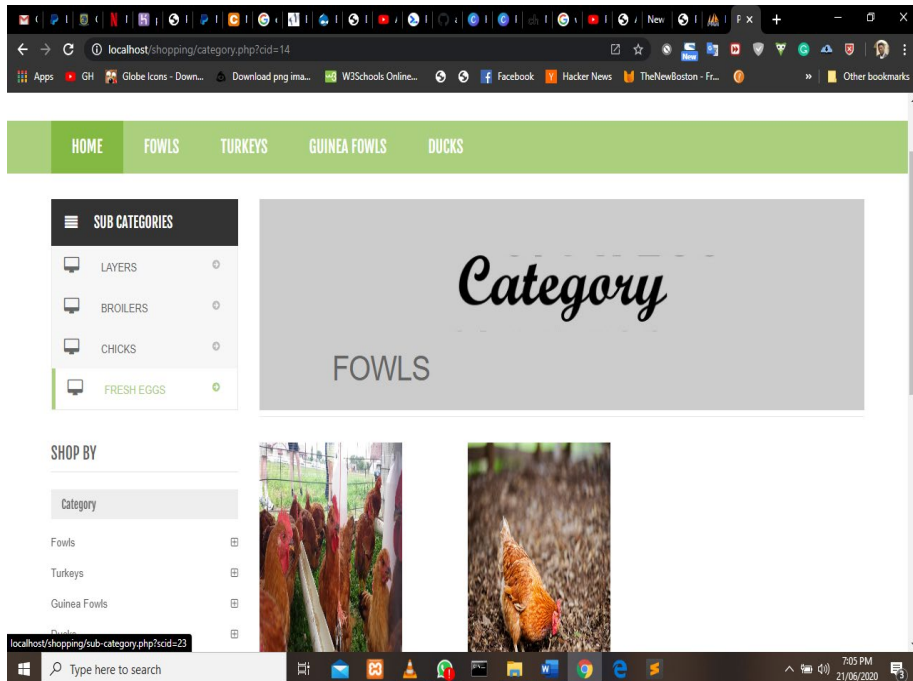 New
localhost/shopping/category.php?cid=14
New
Apps GH Globe Icons - Down... Download png ima... W3Schools Online... Facebook Hacker News TheNewBoston - Fr... » Other bookmarks
HOME FOWLS TURKEYS GUINEA FOWLS DUCKS
SUB CATEGORIES
LAYERS
BROILERS
CHICKS
FRESH EGGS
Category
FOWLS
SHOP BY
Category
Fowls
Turkeys
Guinea Fowls
localhost/shopping/sub-category.php?scid=23
Type here to search
7:05 PM
21/06/2020